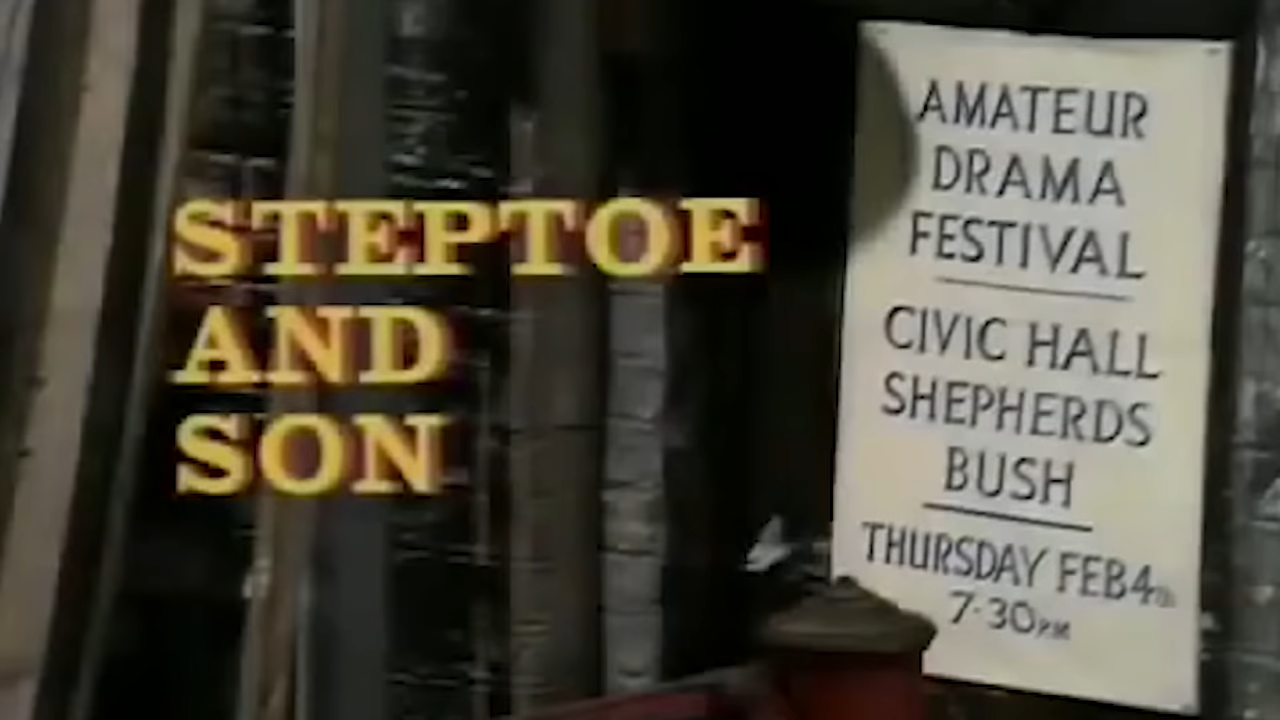 STEPTOE
AND
SON
AMATEUR
DRAMA
FESTIVAL
CIVIC HALL
SHEPHERDS
BUSH
THURSDAY FEB 4TH
7·30PM